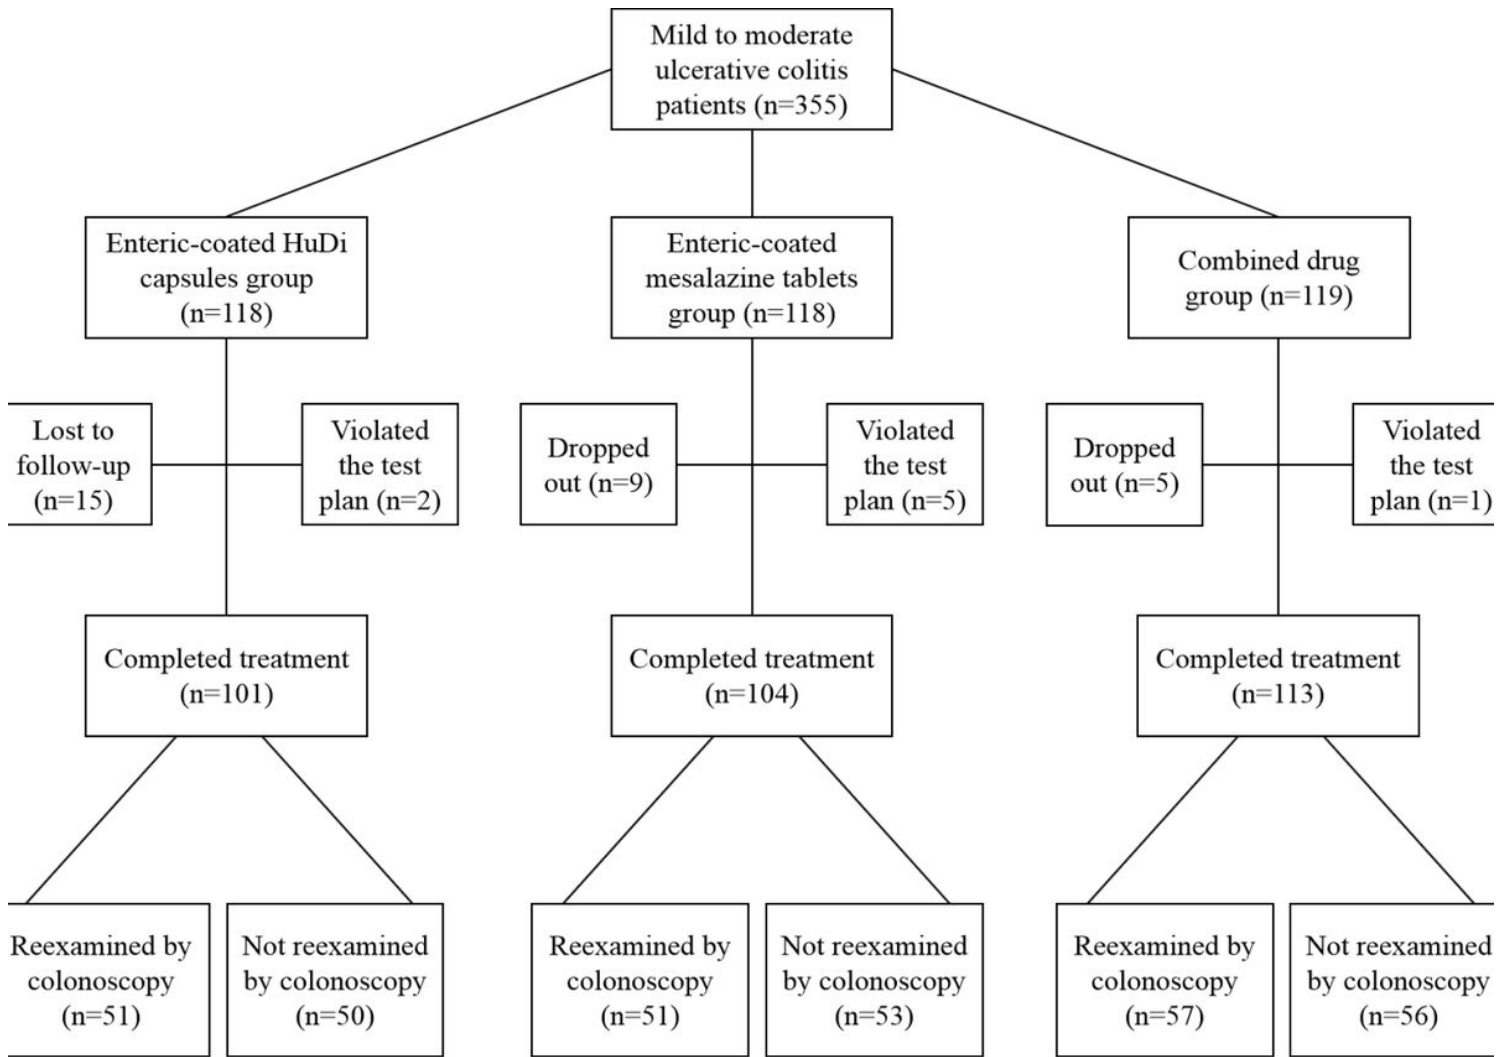 Mild to moderate
ulcerative colitis
patients (n=355)
Enteric-coated HuDi
capsules group
(n=118)
Enteric-coated
mesalazine tablets
group (n=118)
Combined drug
group (n=119)
Lost to
follow-up
(n=15)
Violated
the test
plan (n=2)
Dropped
out (n=9)
Violated
the test
plan (n=5)
Dropped
out (n=5)
Violated
the test
plan (n=1)
Completed treatment
(n=101)
Completed treatment
(n=104)
Completed treatment
(n=113)
Reexamined by
colonoscopy
(n=51)
Not reexamined
by colonoscopy
(n=50)
Reexamined by
colonoscopy
(n=51)
Not reexamined
by colonoscopy
(n=53)
Reexamined by
colonoscopy
(n=57)
Not reexamined
by colonoscopy
(n=56)